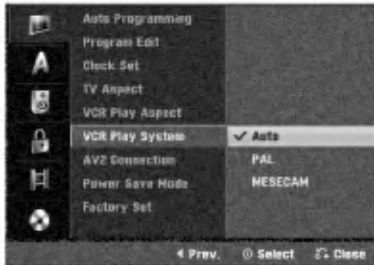 Auto Programming
Program Edit
Clock Set
TV Aspect
VCR Play Aspect
VCR Play System
✓ Auto
AV2 Connection
PAL
Power Save Mode
MESECAM
Factory Set
Prev.
Select
Close